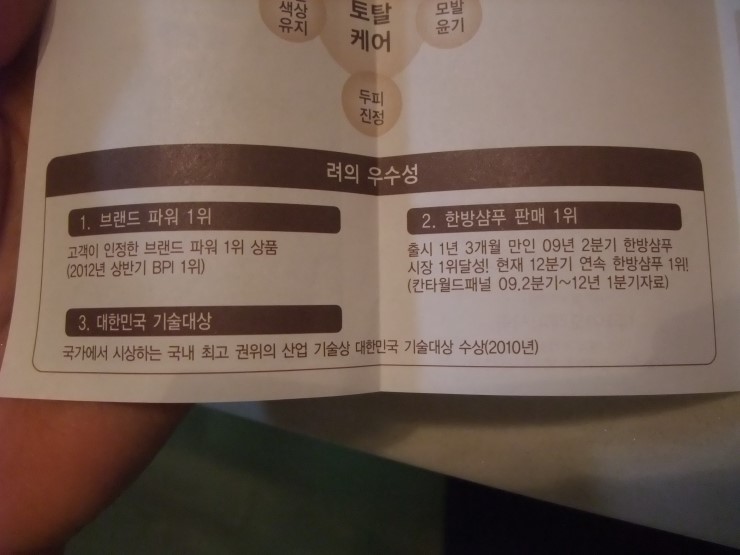 색상
유지
토탈
케어
모발
윤기
두피
진정
려의 우수성
1. 브랜드 파워 1위
고객이 인정한 브랜드 파워 1위 상품
(2012년 상반기 BPI 1위)
2. 한방샴푸 판매 1위
출시 1년 3개월 만인 09년 2분기 한방샴푸
시장 1위달성! 현재 12분기 연속 한방샴푸 1위!
(칸타월드패널 09.2분기~12년 1분기자료)
3. 대한민국 기술대상
국가에서 시상하는 국내 최고 권위의 산업 기술상 대한민국 기술대상 수상(2010년)